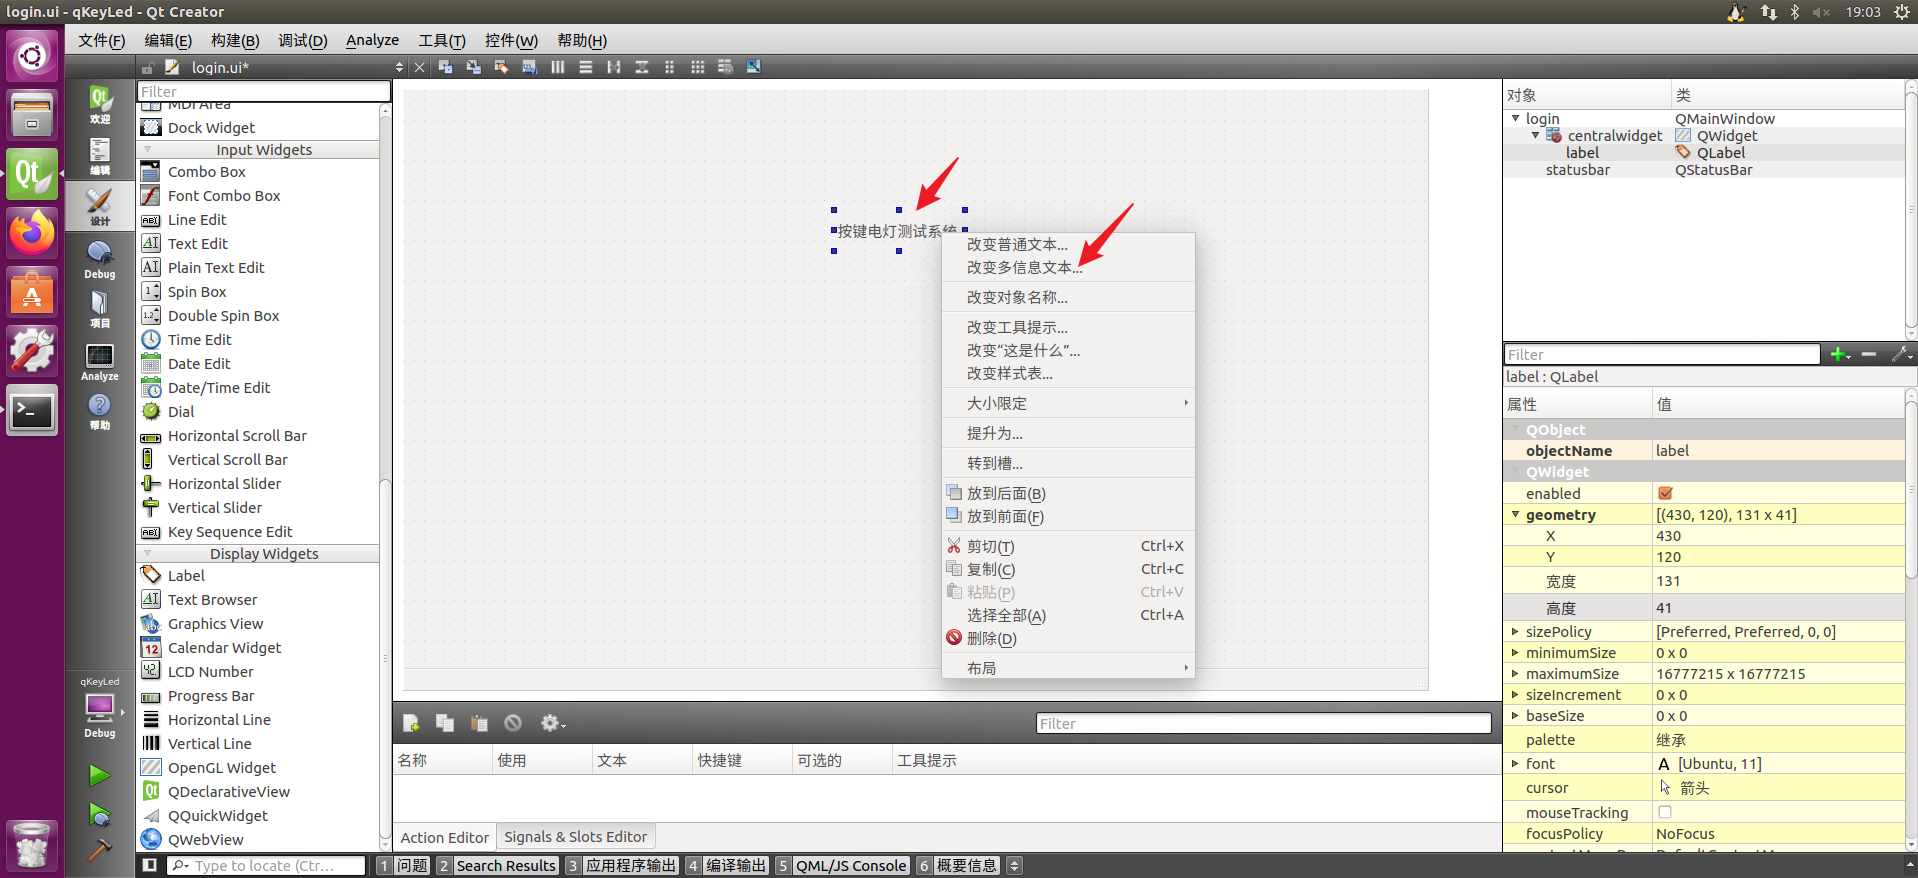 login.ui - qKeyLed - Qt Creator
19:03
文件(F) 编辑(E) 构建(B) 调试(D) Analyze 工具(T) 控件(W) 帮助(H)
login.ui*
欢迎
编辑
设计
Debug
项目
Analyze
帮助
qKeyLed
Debug
Filter
MDI Area
Dock Widget
Input Widgets
Combo Box
Font Combo Box
Line Edit
Text Edit
Plain Text Edit
Spin Box
Double Spin Box
Time Edit
Date Edit
Date/Time Edit
Dial
Horizontal Scroll Bar
Vertical Scroll Bar
Horizontal Slider
Vertical Slider
Key Sequence Edit
Display Widgets
Label
Text Browser
Graphics View
Calendar Widget
LCD Number
Progress Bar
Horizontal Line
Vertical Line
OpenGL Widget
QDeclarativeView
QQuickWidget
QWebView
按键电灯测试系统
改变普通文本...
改变多信息文本...
改变对象名称...
改变工具提示...
改变“这是什么”...
改变样式表...
大小限定
提升为...
转到槽...
放到后面(B)
放到前面(F)
剪切(T) Ctrl+X
复制(C) Ctrl+C
粘贴(P) Ctrl+V
选择全部(A) Ctrl+A
删除(D)
布局
Filter
名称 使用 文本 快捷键 可选的 工具提示
Action Editor Signals & Slots Editor
对象 类
login QMainWindow
centralwidget QWidget
label QLabel
statusbar QStatusBar
Filter
label : QLabel
属性 值
QObject
objectName label
QWidget
enabled
geometry [(430, 120), 131 x 41]
X 430
Y 120
宽度 131
高度 41
sizePolicy [Preferred, Preferred, 0, 0]
minimumSize 0 x 0
maximumSize 16777215 x 16777215
sizeIncrement 0 x 0
baseSize 0 x 0
palette 继承
font A [Ubuntu, 11]
cursor 箭头
mouseTracking
focusPolicy NoFocus
Type to locate (Ctr...
1 问题 2 Search Results 3 应用程序输出 4 编译输出 5 QML/JS Console 6 概要信息